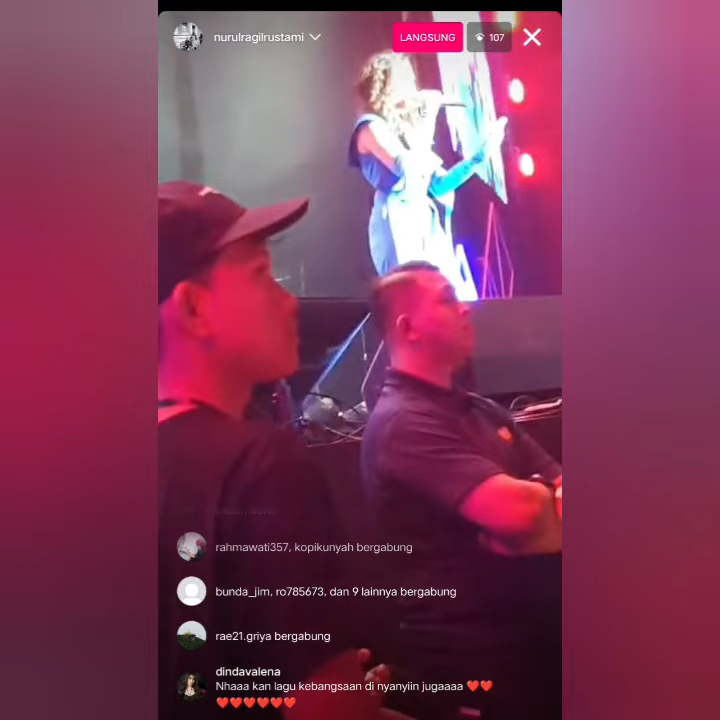 nurulragilrustami
LANGSUNG
107
rahmawati357, kopikunyah bergabung
bunda_jim, ro785673, dan 9 lainnya bergabung
rae21.griya bergabung
dindavalena
Nhaaa kan lagu kebangsaan di nyanyiin jugaaaa ❤️❤️
❤️❤️❤️❤️❤️❤️